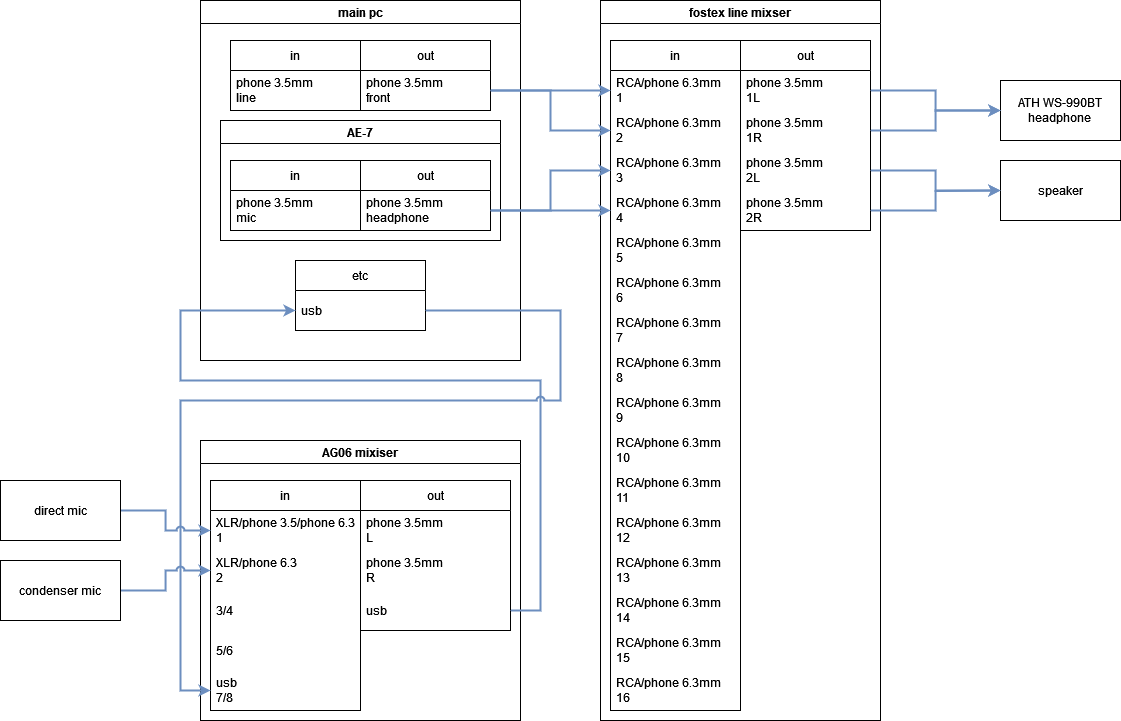 main pc
in
out
phone 3.5mm
line
phone 3.5mm
front
AE-7
in
out
phone 3.5mm
mic
phone 3.5mm
headphone
etc
usb
fostex line mixser
in
out
RCA/phone 6.3mm
1
RCA/phone 6.3mm
2
RCA/phone 6.3mm
3
RCA/phone 6.3mm
4
RCA/phone 6.3mm
5
RCA/phone 6.3mm
6
RCA/phone 6.3mm
7
RCA/phone 6.3mm
8
RCA/phone 6.3mm
9
RCA/phone 6.3mm
10
RCA/phone 6.3mm
11
RCA/phone 6.3mm
12
RCA/phone 6.3mm
13
RCA/phone 6.3mm
14
RCA/phone 6.3mm
15
RCA/phone 6.3mm
16
phone 3.5mm
1L
phone 3.5mm
1R
phone 3.5mm
2L
phone 3.5mm
2R
ATH WS-990BT
headphone
speaker
direct mic
condenser mic
AG06 mixiser
in
out
XLR/phone 3.5/phone 6.3
1
XLR/phone 6.3
2
3/4
5/6
usb
7/8
phone 3.5mm
L
phone 3.5mm
R
usb